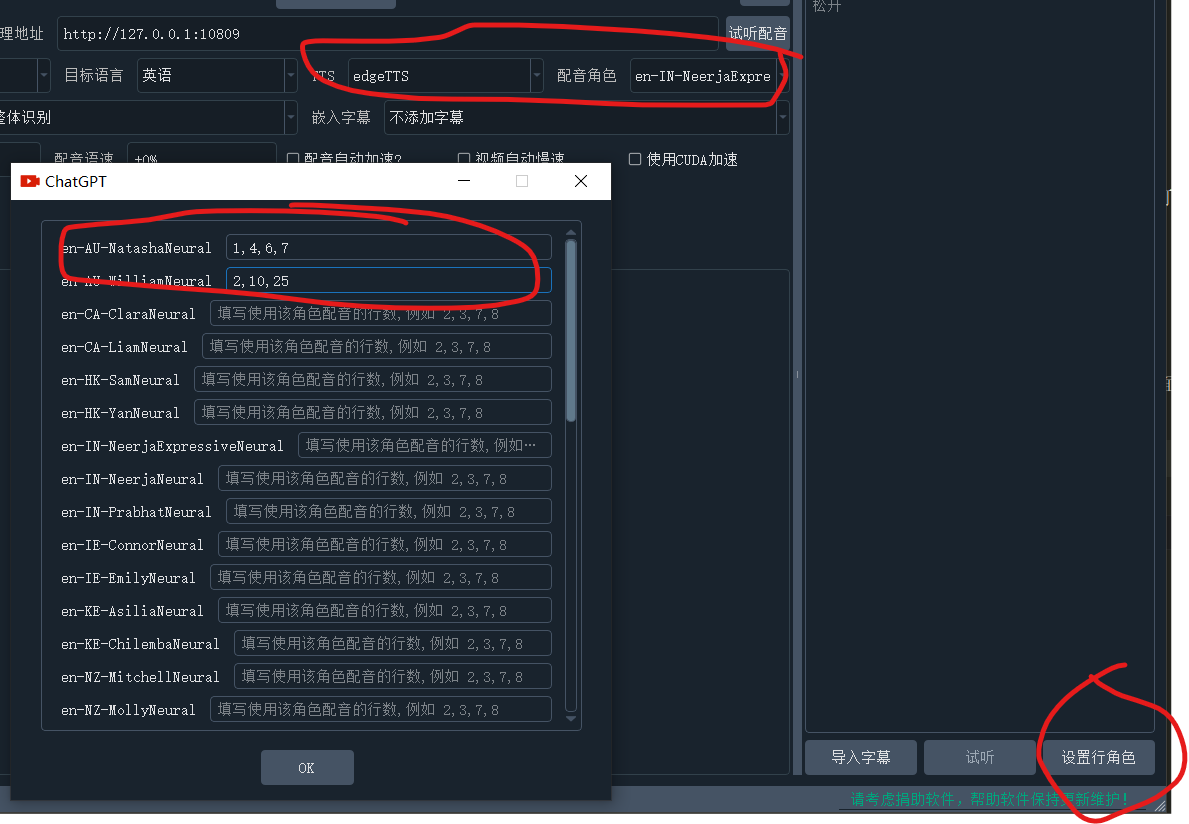 松开
理地址 http://127.0.0.1:10809 试听配音
目标语言 英语 TTS edgeTTS 配音角色 en-IN-NeerjaExpre
整体识别 嵌入字幕 不添加字幕
配音语速 +0% 配音自动加速? 视频自动慢速 使用CUDA加速
ChatGPT
en-AU-NatashaNeural 1,4,6,7
en-AU-WilliamNeural 2,10,25
en-CA-ClaraNeural 填写使用该角色配音的行数,例如 2,3,7,8
en-CA-LiamNeural 填写使用该角色配音的行数,例如 2,3,7,8
en-HK-SamNeural 填写使用该角色配音的行数,例如 2,3,7,8
en-HK-YanNeural 填写使用该角色配音的行数,例如 2,3,7,8
en-IN-NeerjaExpressiveNeural 填写使用该角色配音的行数,例如…
en-IN-NeerjaNeural 填写使用该角色配音的行数,例如 2,3,7,8
en-IN-PrabhatNeural 填写使用该角色配音的行数,例如 2,3,7,8
en-IE-ConnorNeural 填写使用该角色配音的行数,例如 2,3,7,8
en-IE-EmilyNeural 填写使用该角色配音的行数,例如 2,3,7,8
en-KE-AsiliaNeural 填写使用该角色配音的行数,例如 2,3,7,8
en-KE-ChilembaNeural 填写使用该角色配音的行数,例如 2,3,7,8
en-NZ-MitchellNeural 填写使用该角色配音的行数,例如 2,3,7,8
en-NZ-MollyNeural 填写使用该角色配音的行数,例如 2,3,7,8
OK
导入字幕 试听 设置行角色
请考虑捐助软件，帮助软件保持更新维护！